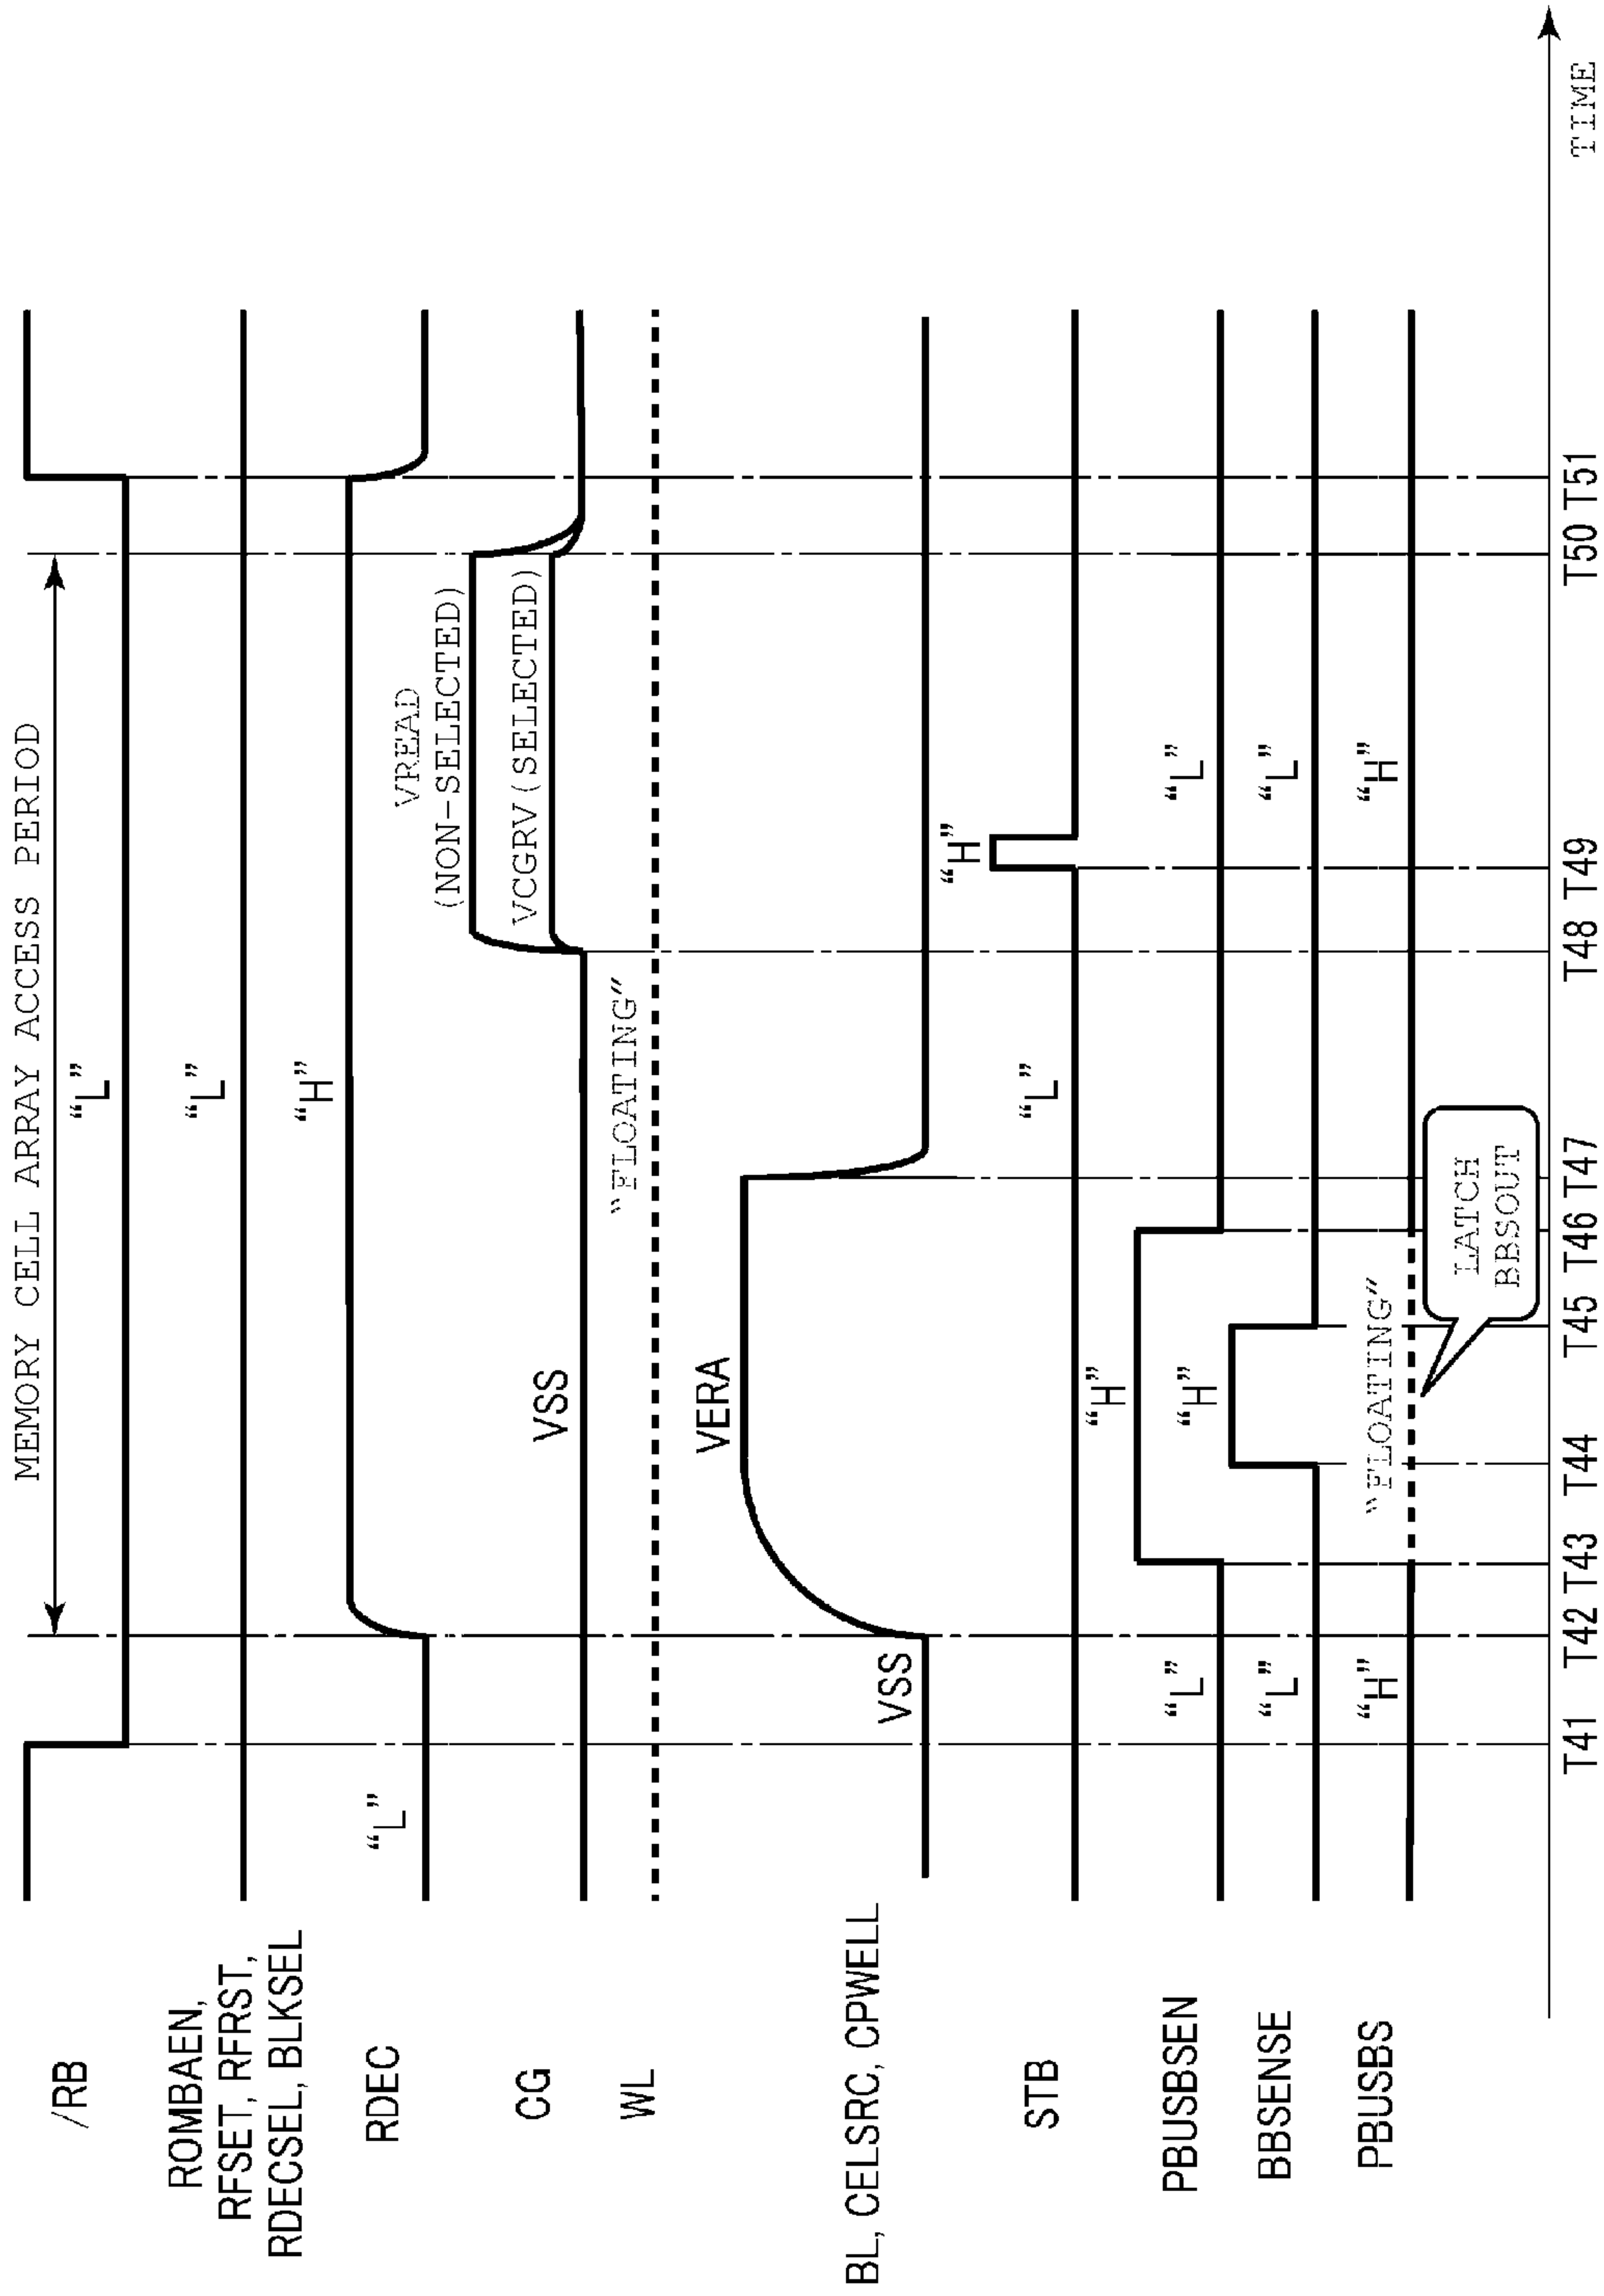 MEMORY CELL ARRAY ACCESS PERIOD
/RB
“L”
ROMBAEN,
RFSET, RFRST,
RDECSEL, BLKSEL
“L”
RDEC
“L”
“H”
VREAD
(NON-SELECTED)
VCGRV(SELECTED)
CG
VSS
WL
“FLOATING”
BL, CELSRC, CPWELL
VSS
VERA
STB
“L”
“H”
PBUSBSEN
“L”
“H”
“L”
BBSENSE
“L”
“H”
“L”
PBUSBS
“H”
“FLOATING”
“H”
LATCH
BBSOUT
T41 T42 T43 T44 T45 T46 T47 T48 T49 T50 T51
TIME